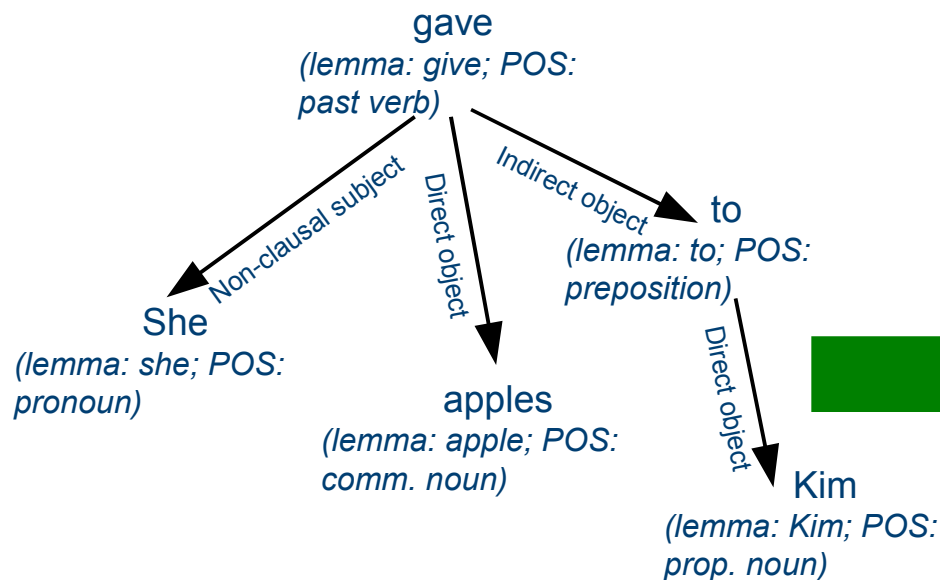 gave
(lemma: give; POS:
past verb)
Non-clausal subject
Direct object
Indirect object
to
(lemma: to; POS:
preposition)
She
(lemma: she; POS:
pronoun)
apples
(lemma: apple; POS:
comm. noun)
Direct object
Kim
(lemma: Kim; POS:
prop. noun)